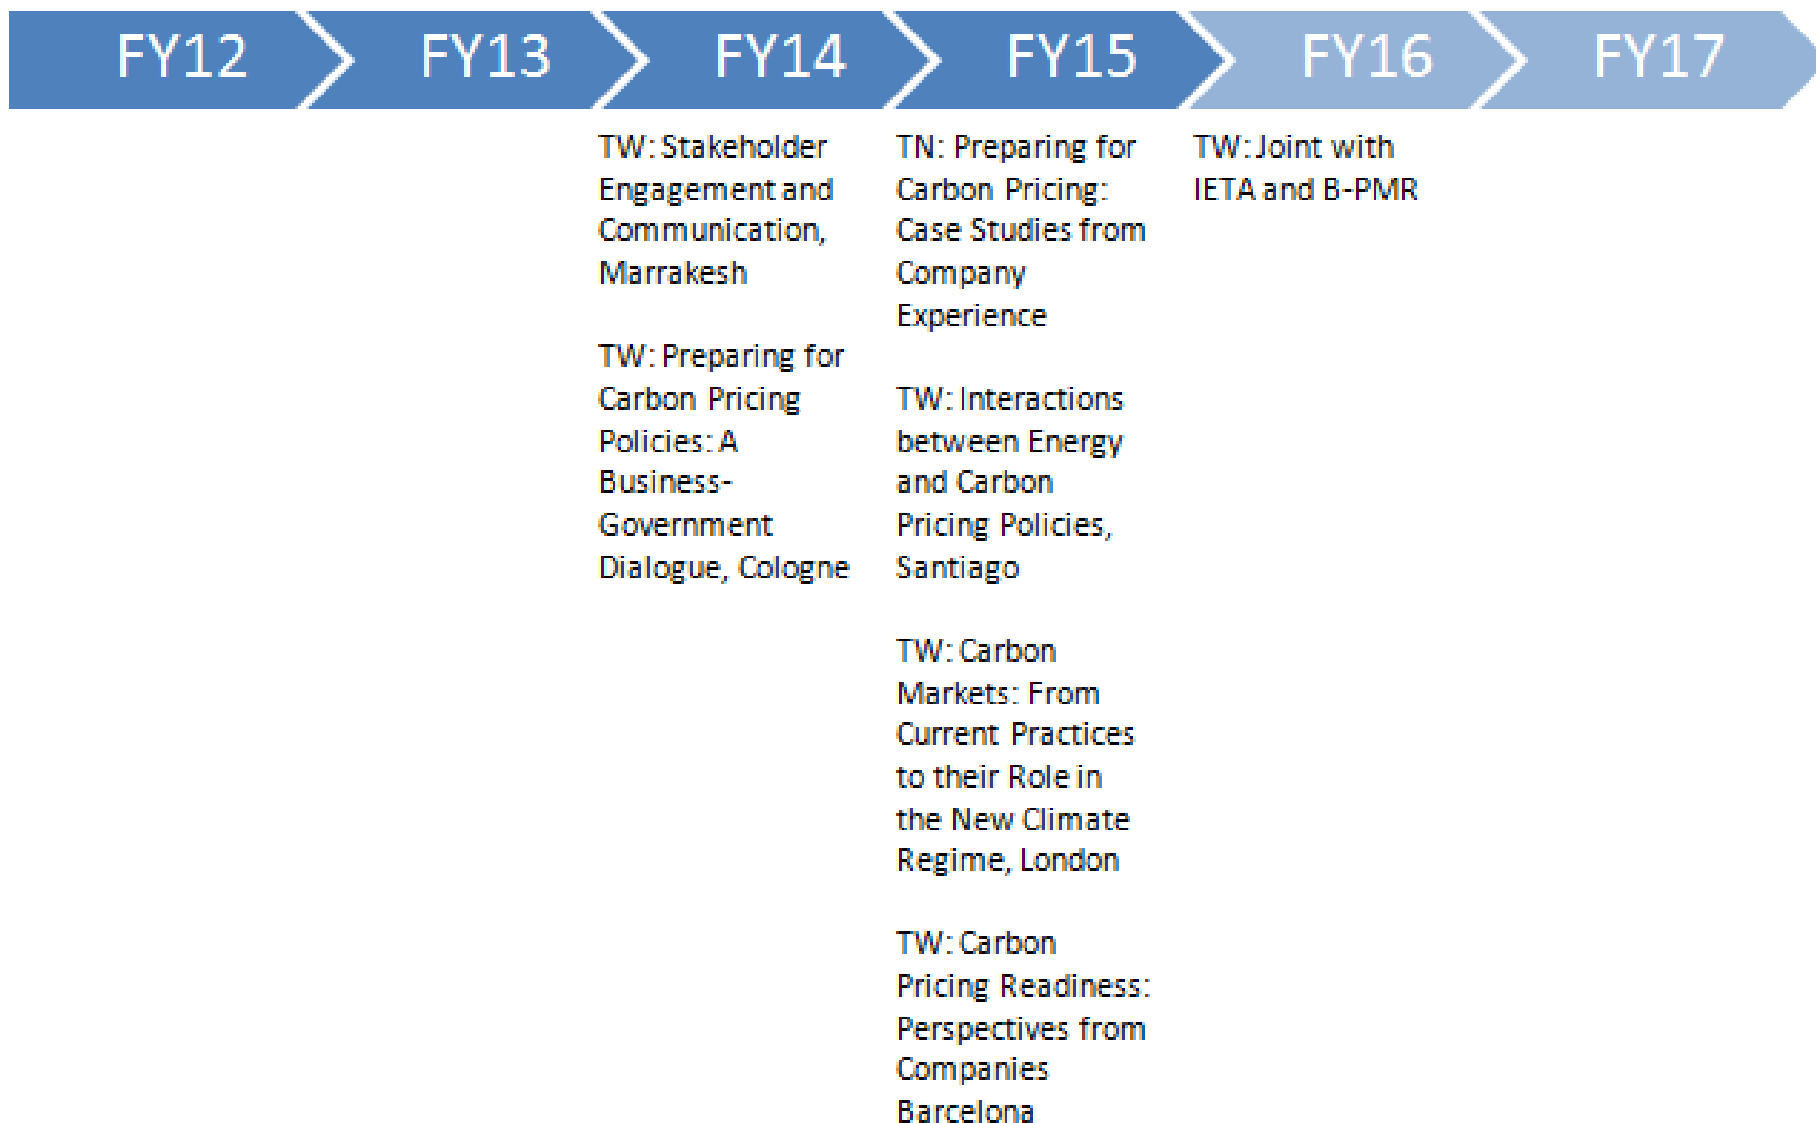 FY12
FY13
FY14
FY15
FY16
FY17
TW: Stakeholder
Engagement and
Communication,
Marrakesh
TW: Preparing for
Carbon Pricing
Policies: A
Business-
Government
Dialogue, Cologne
TN: Preparing for
Carbon Pricing:
Case Studies from
Company
Experience
TW: Interactions
between Energy
and Carbon
Pricing Policies,
Santiago
TW: Carbon
Markets: From
Current Practices
to their Role in
the New Climate
Regime, London
TW: Carbon
Pricing Readiness:
Perspectives from
Companies
Barcelona
TW: Joint with
IETA and B-PMR